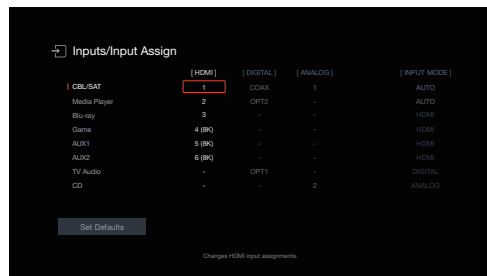 Inputs/Input Assign
[ HDMI ] [ DIGITAL ] [ ANALOG ] [ INPUT MODE ]
CBL/SAT 1 COAX 1 AUTO
Media Player 2 OPT2 - AUTO
Blu-ray 3 - - HDMI
Game 4 (8K) - - HDMI
AUX1 5 (8K) - - HDMI
AUX2 6 (8K) - - HDMI
TV Audio - OPT1 - DIGITAL
CD - - 2 ANALOG
Set Defaults
Changes HDMI input assignments.